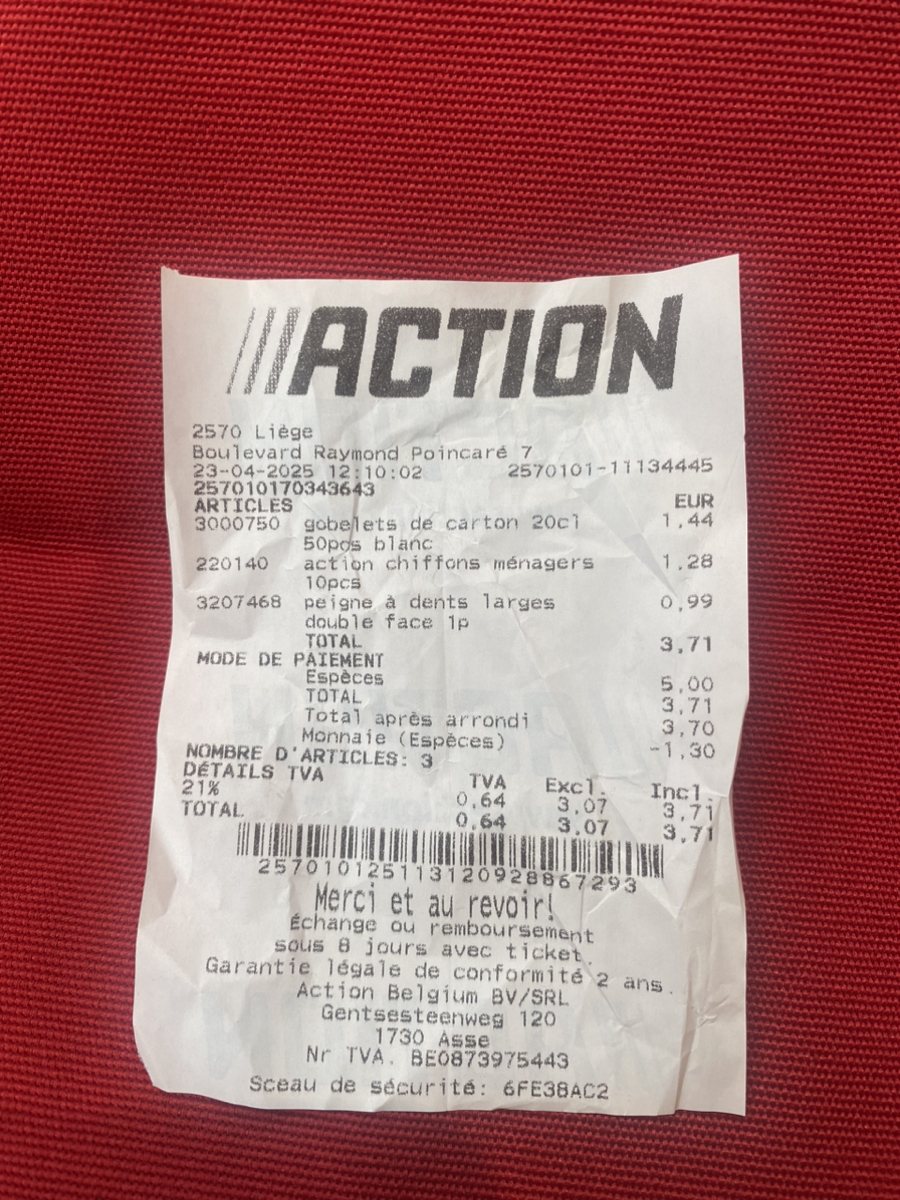 ACTION
2570 Liège
Boulevard Raymond Poincaré 7
23-04-2025 12:10:02 2570101-11134445
257010170343643
ARTICLES EUR
3000750 gobelets de carton 20cl 1,44
50pcs blanc
220140 action chiffons ménagers 1,28
10pcs
3207468 peigne à dents larges 0,99
double face 1p
TOTAL 3,71
MODE DE PAIEMENT
Espèces 5,00
TOTAL 3,71
Total après arrondi 3,70
Monnaie (Espèces) -1,30
NOMBRE D'ARTICLES: 3
DÉTAILS TVA TVA Excl. Incl.
21% 0,64 3,07 3,71
TOTAL 0,64 3,07 3,71
257010125113120928867293
Merci et au revoir!
Échange ou remboursement
sous 8 jours avec ticket.
Garantie légale de conformité 2 ans.
Action Belgium BV/SRL
Gentsesteenweg 120
1730 Asse
Nr TVA. BE0873975443
Sceau de sécurité: 6FE38AC2